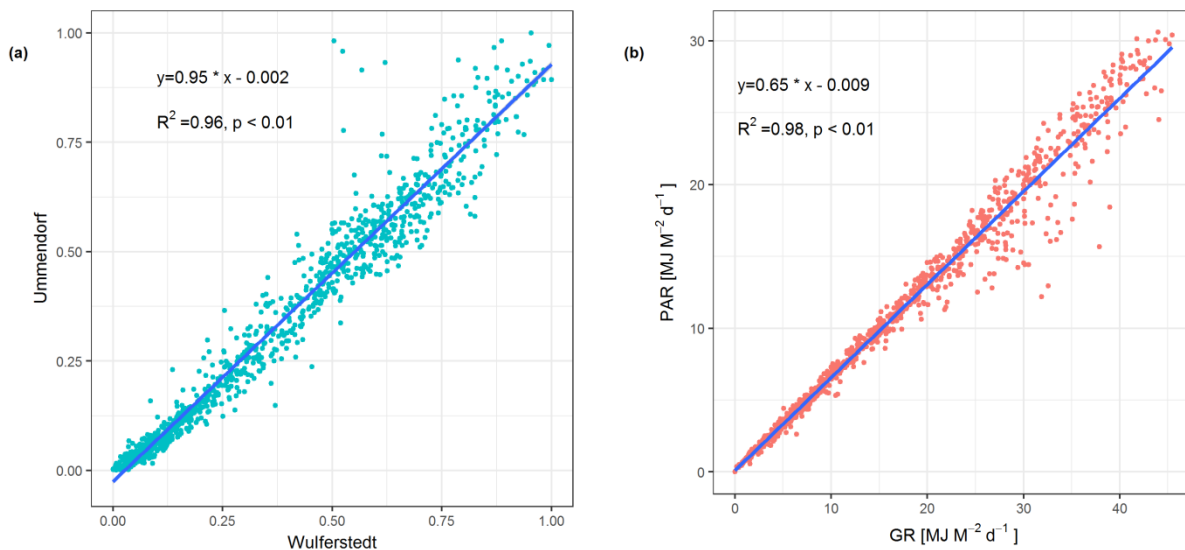 (a)
y=0.95 * x - 0.002
R² =0.96, p < 0.01
Ummendorf
1.00
0.75
0.50
0.25
0.00
0.00 0.25 0.50 0.75 1.00
Wulferstedt
(b)
y=0.65 * x - 0.009
R² =0.98, p < 0.01
PAR [MJ M⁻² d⁻¹ ]
30
20
10
0
0 10 20 30 40
GR [MJ M⁻² d⁻¹ ]